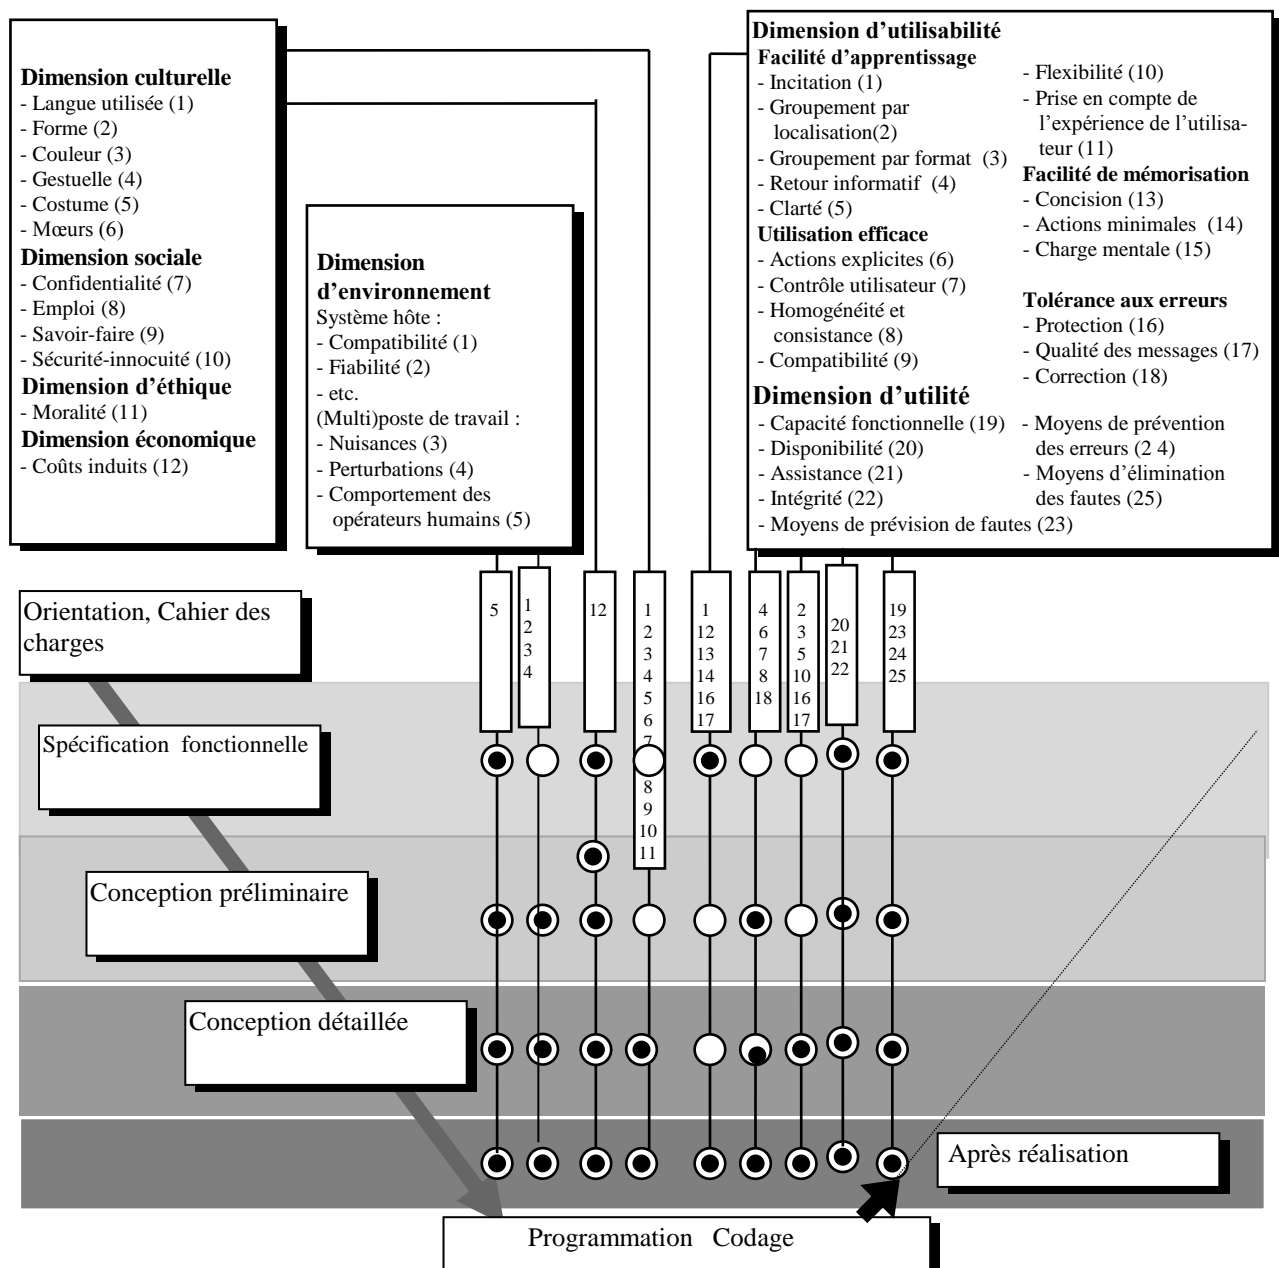 Dimension culturelle
- Langue utilisée (1)
- Forme (2)
- Couleur (3)
- Gestuelle (4)
- Costume (5)
- Mœurs (6)
Dimension sociale
- Confidentialité (7)
- Emploi (8)
- Savoir-faire (9)
- Sécurité-innocuité (10)
Dimension d'éthique
- Moralité (11)
Dimension économique
- Coûts induits (12)
Dimension
d'environnement
Système hôte :
- Compatibilité (1)
- Fiabilité (2)
- etc.
(Multi)poste de travail :
- Nuisances (3)
- Perturbations (4)
- Comportement des
opérateurs humains (5)
Dimension d'utilisabilité
Facilité d'apprentissage
- Incitation (1)
- Groupement par
localisation(2)
- Groupement par format (3)
- Retour informatif (4)
- Clarté (5)
Utilisation efficace
- Actions explicites (6)
- Contrôle utilisateur (7)
- Homogénéité et
consistance (8)
- Compatibilité (9)
- Flexibilité (10)
- Prise en compte de
l'expérience de l'utilisa-
teur (11)
Facilité de mémorisation
- Concision (13)
- Actions minimales (14)
- Charge mentale (15)
Tolérance aux erreurs
- Protection (16)
- Qualité des messages (17)
- Correction (18)
Dimension d'utilité
- Capacité fonctionnelle (19)
- Disponibilité (20)
- Assistance (21)
- Intégrité (22)
- Moyens de prévision de fautes (23)
- Moyens de prévention
des erreurs (2 4)
- Moyens d'élimination
des fautes (25)
5
1
2
3
4
12
1
2
3
4
5
6
7
8
9
10
11
1
12
13
14
16
17
4
6
7
8
18
2
3
5
10
16
17
20
21
22
19
23
24
25
Orientation, Cahier des
charges
Spécification fonctionnelle
Conception préliminaire
Conception détaillée
Après réalisation
Programmation Codage